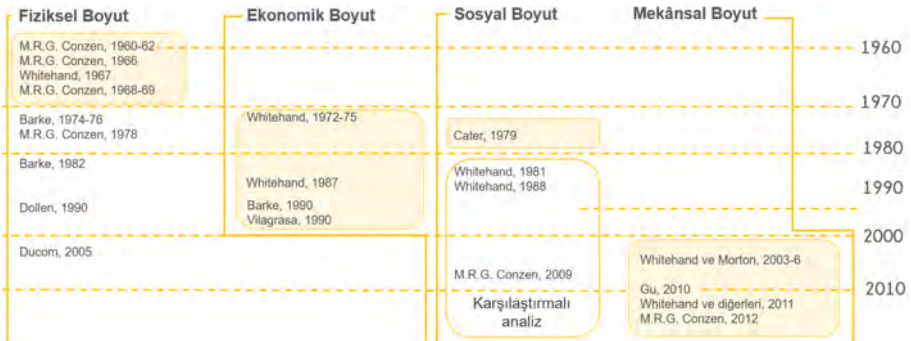 Fiziksel Boyut
M.R.G. Conzen, 1960-62
M.R.G. Conzen, 1966
Whitehand, 1967
M.R.G. Conzen, 1968-69
Barke, 1974-76
M.R.G. Conzen, 1978
Barke, 1982
Dollen, 1990
Ducom, 2005
Ekonomik Boyut
Whitehand, 1972-75
Whitehand, 1987
Barke, 1990
Vilagrasa, 1990
Sosyal Boyut
Cater, 1979
Whitehand, 1981
Whitehand, 1988
M.R.G. Conzen, 2009
Karşılaştırmalı
analiz
Mekânsal Boyut
Whitehand ve Morton, 2003-6
Gu, 2010
Whitehand ve diğerleri, 2011
M.R.G. Conzen, 2012
1960
1970
1980
1990
2000
2010